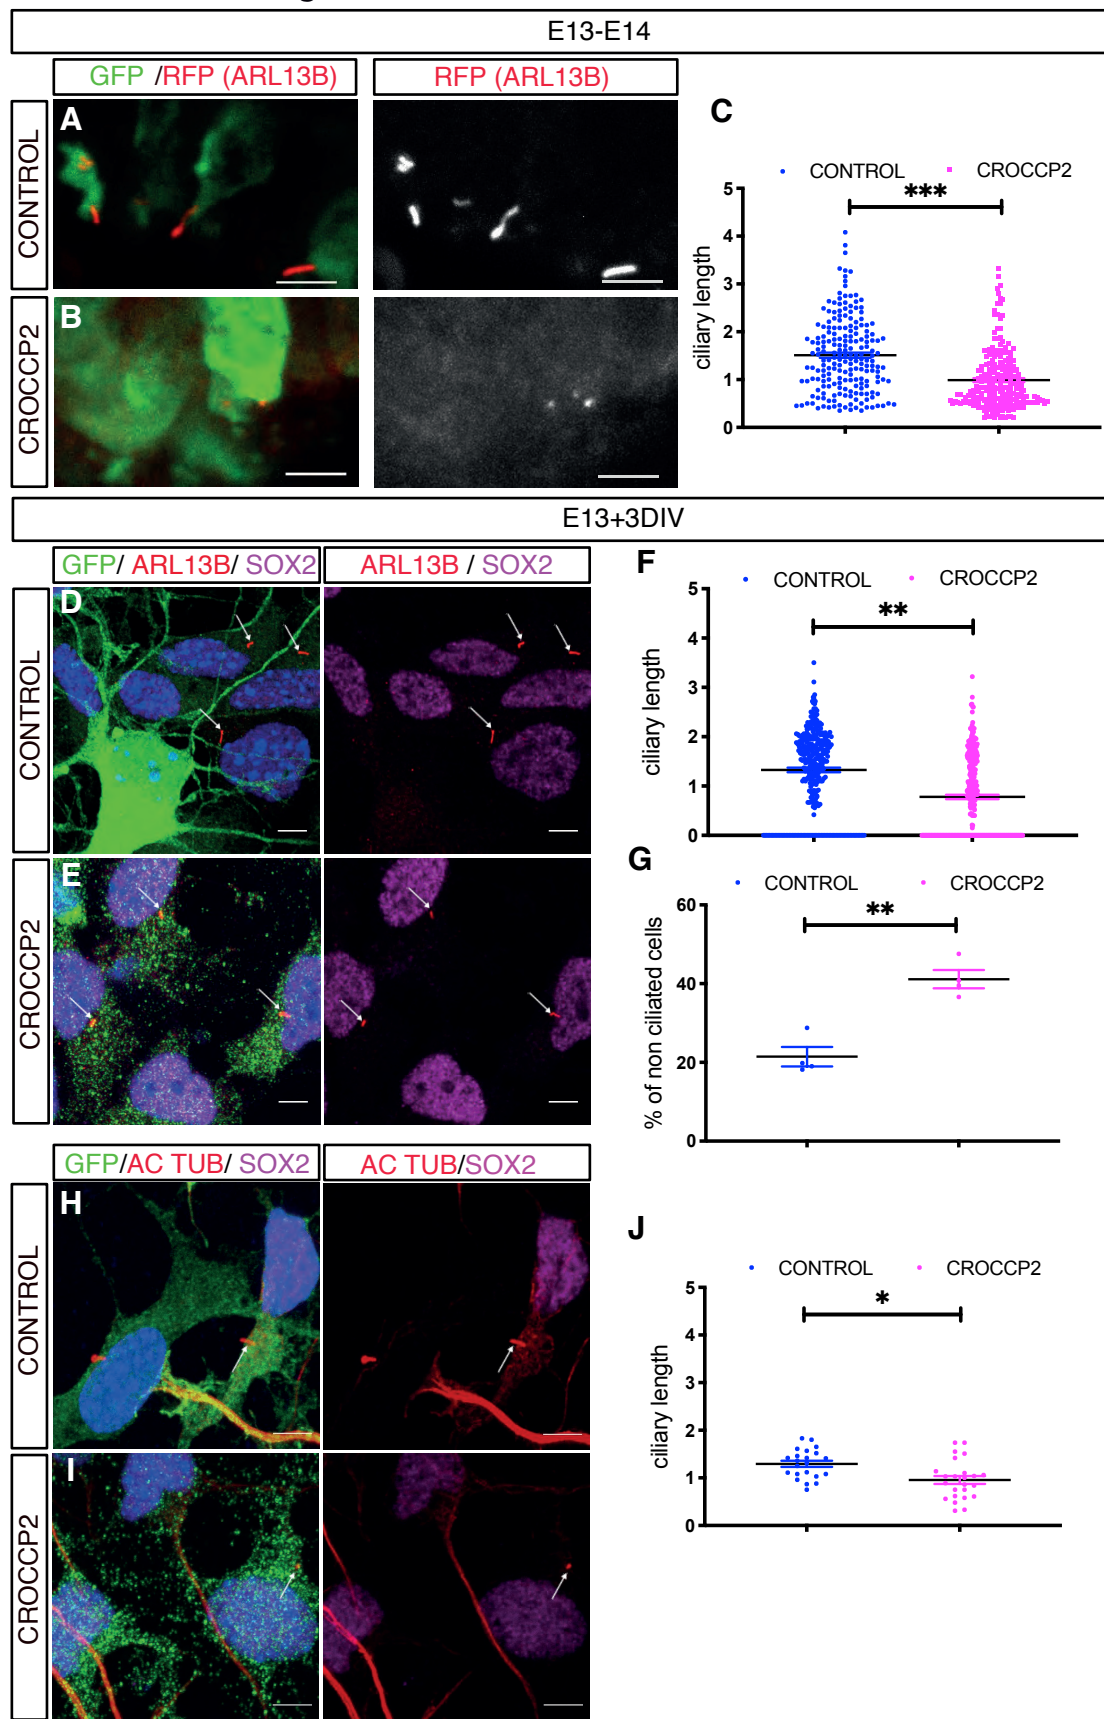 E13-E14
GFP /RFP (ARL13B)
RFP (ARL13B)
CONTROL
A
CROCCP2
B
C
CONTROL
CROCCP2
***
ciliary length
5
4
3
2
1
0
E13+3DIV
GFP/ ARL13B/ SOX2
ARL13B / SOX2
CONTROL
D
CROCCP2
E
F
CONTROL
CROCCP2
**
ciliary length
5
4
3
2
1
0
G
CONTROL
CROCCP2
**
% of non ciliated cells
60
40
20
0
GFP/AC TUB/ SOX2
AC TUB/SOX2
CONTROL
H
CROCCP2
I
J
CONTROL
CROCCP2
*
ciliary length
5
4
3
2
1
0